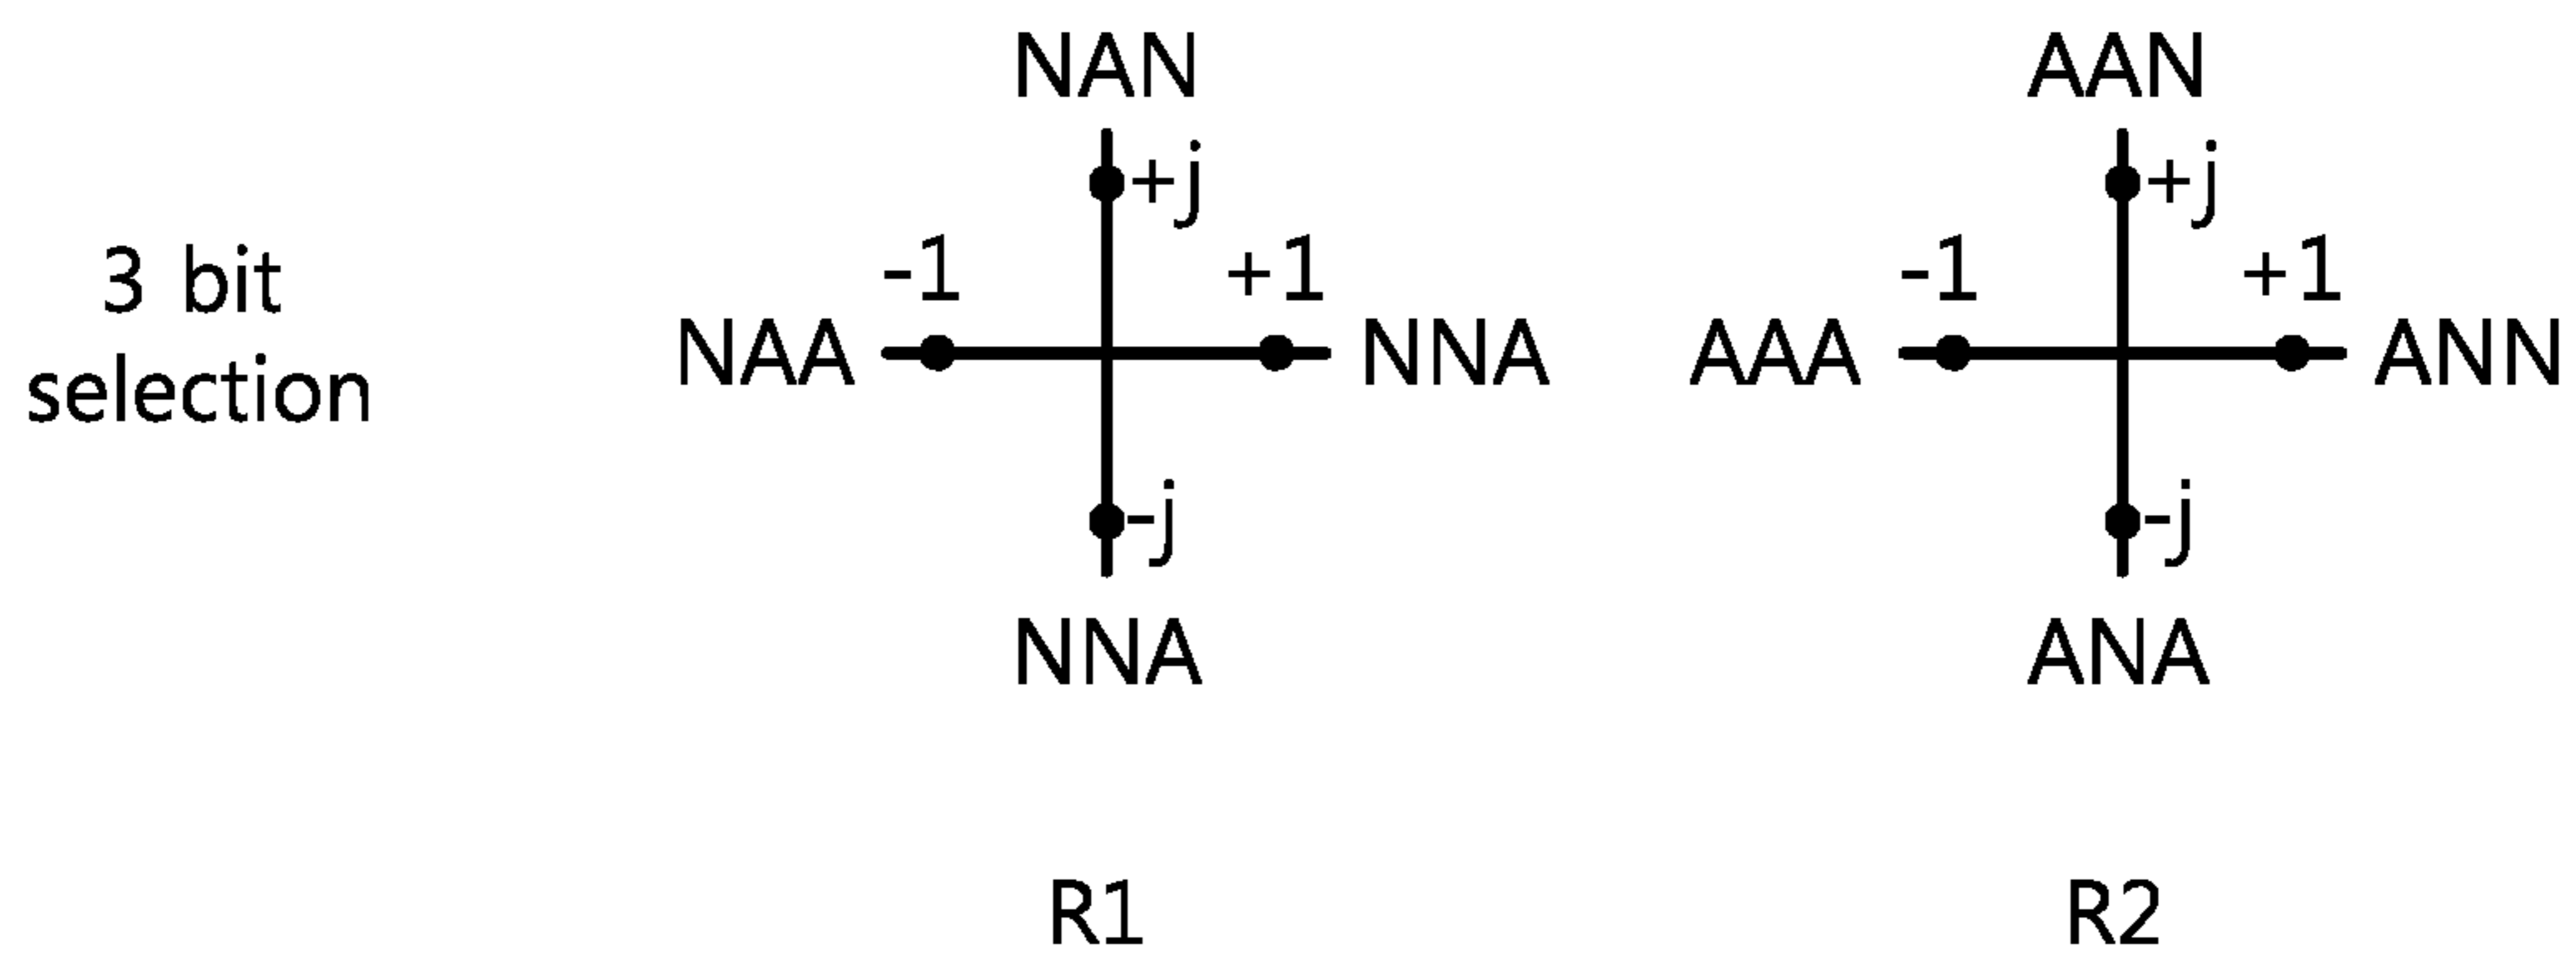 NAN
AAN
+j
+j
3 bit
selection
-1
+1
-1
+1
NAA
NNA
AAA
ANN
-j
-j
NNA
ANA
R1
R2